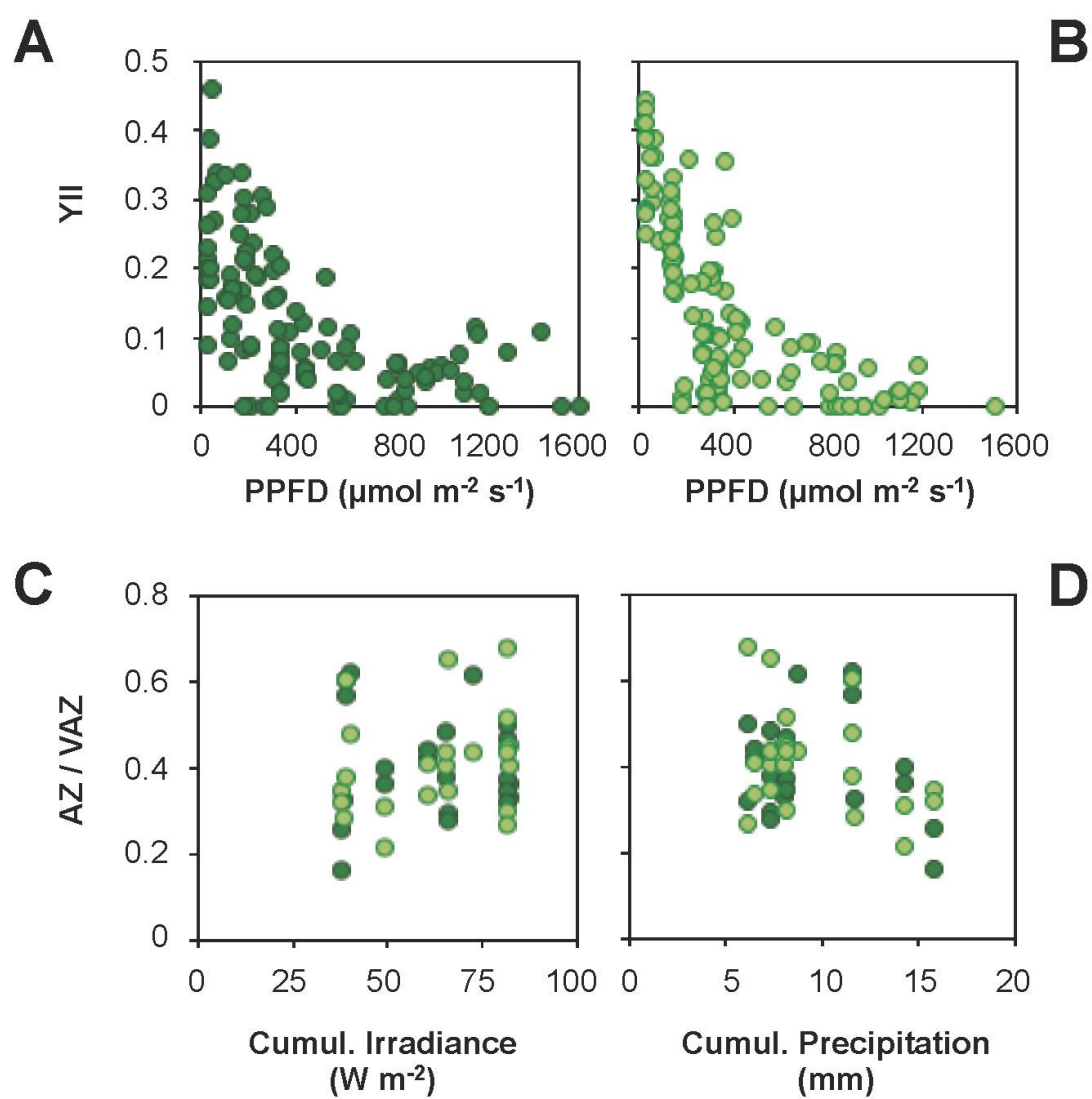 A
B
0.5
0.4
0.3
0.2
0.1
0
YII
0 400 800 1200 1600
0 400 800 1200 1600
PPFD (µmol m-2 s-1)
PPFD (µmol m-2 s-1)
C
D
0.8
0.6
0.4
0.2
0
AZ / VAZ
0 25 50 75 100
0 5 10 15 20
Cumul. Irradiance
(W m-2)
Cumul. Precipitation
(mm)